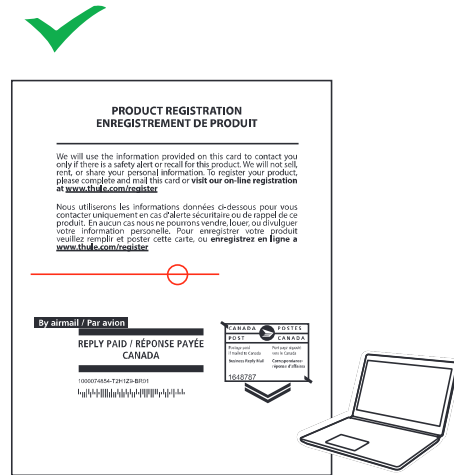 PRODUCT REGISTRATION
ENREGISTREMENT DE PRODUIT
We will use the information provided on this card to contact you
only if there is a safety alert or recall for this product. We will not sell,
rent, or share your personal information. To register your product,
please complete and mail this card or visit our on-line registration
at www.thule.com/register
Nous utiliserons les informations données ci-dessous pour vous
contacter uniquement en cas d'alerte sécuritaire ou de rappel de ce
produit. En aucun cas nous ne pourrons vendre, louer, ou divulguer
votre information personelle. Pour enregistrer votre produit
veuillez remplir et poster cette carte, ou enregistrez en ligne a
www.thule.com/register
By airmail / Par avion
REPLY PAID / RÉPONSE PAYÉE
CANADA
1000074854-T2H1Z9-BR01
CANADA POSTES
POST CANADA
Postage paid Port payé si posté
if mailed in Canada au Canada
Business Reply Mail Correspondance-
réponse d'affaires
1648787